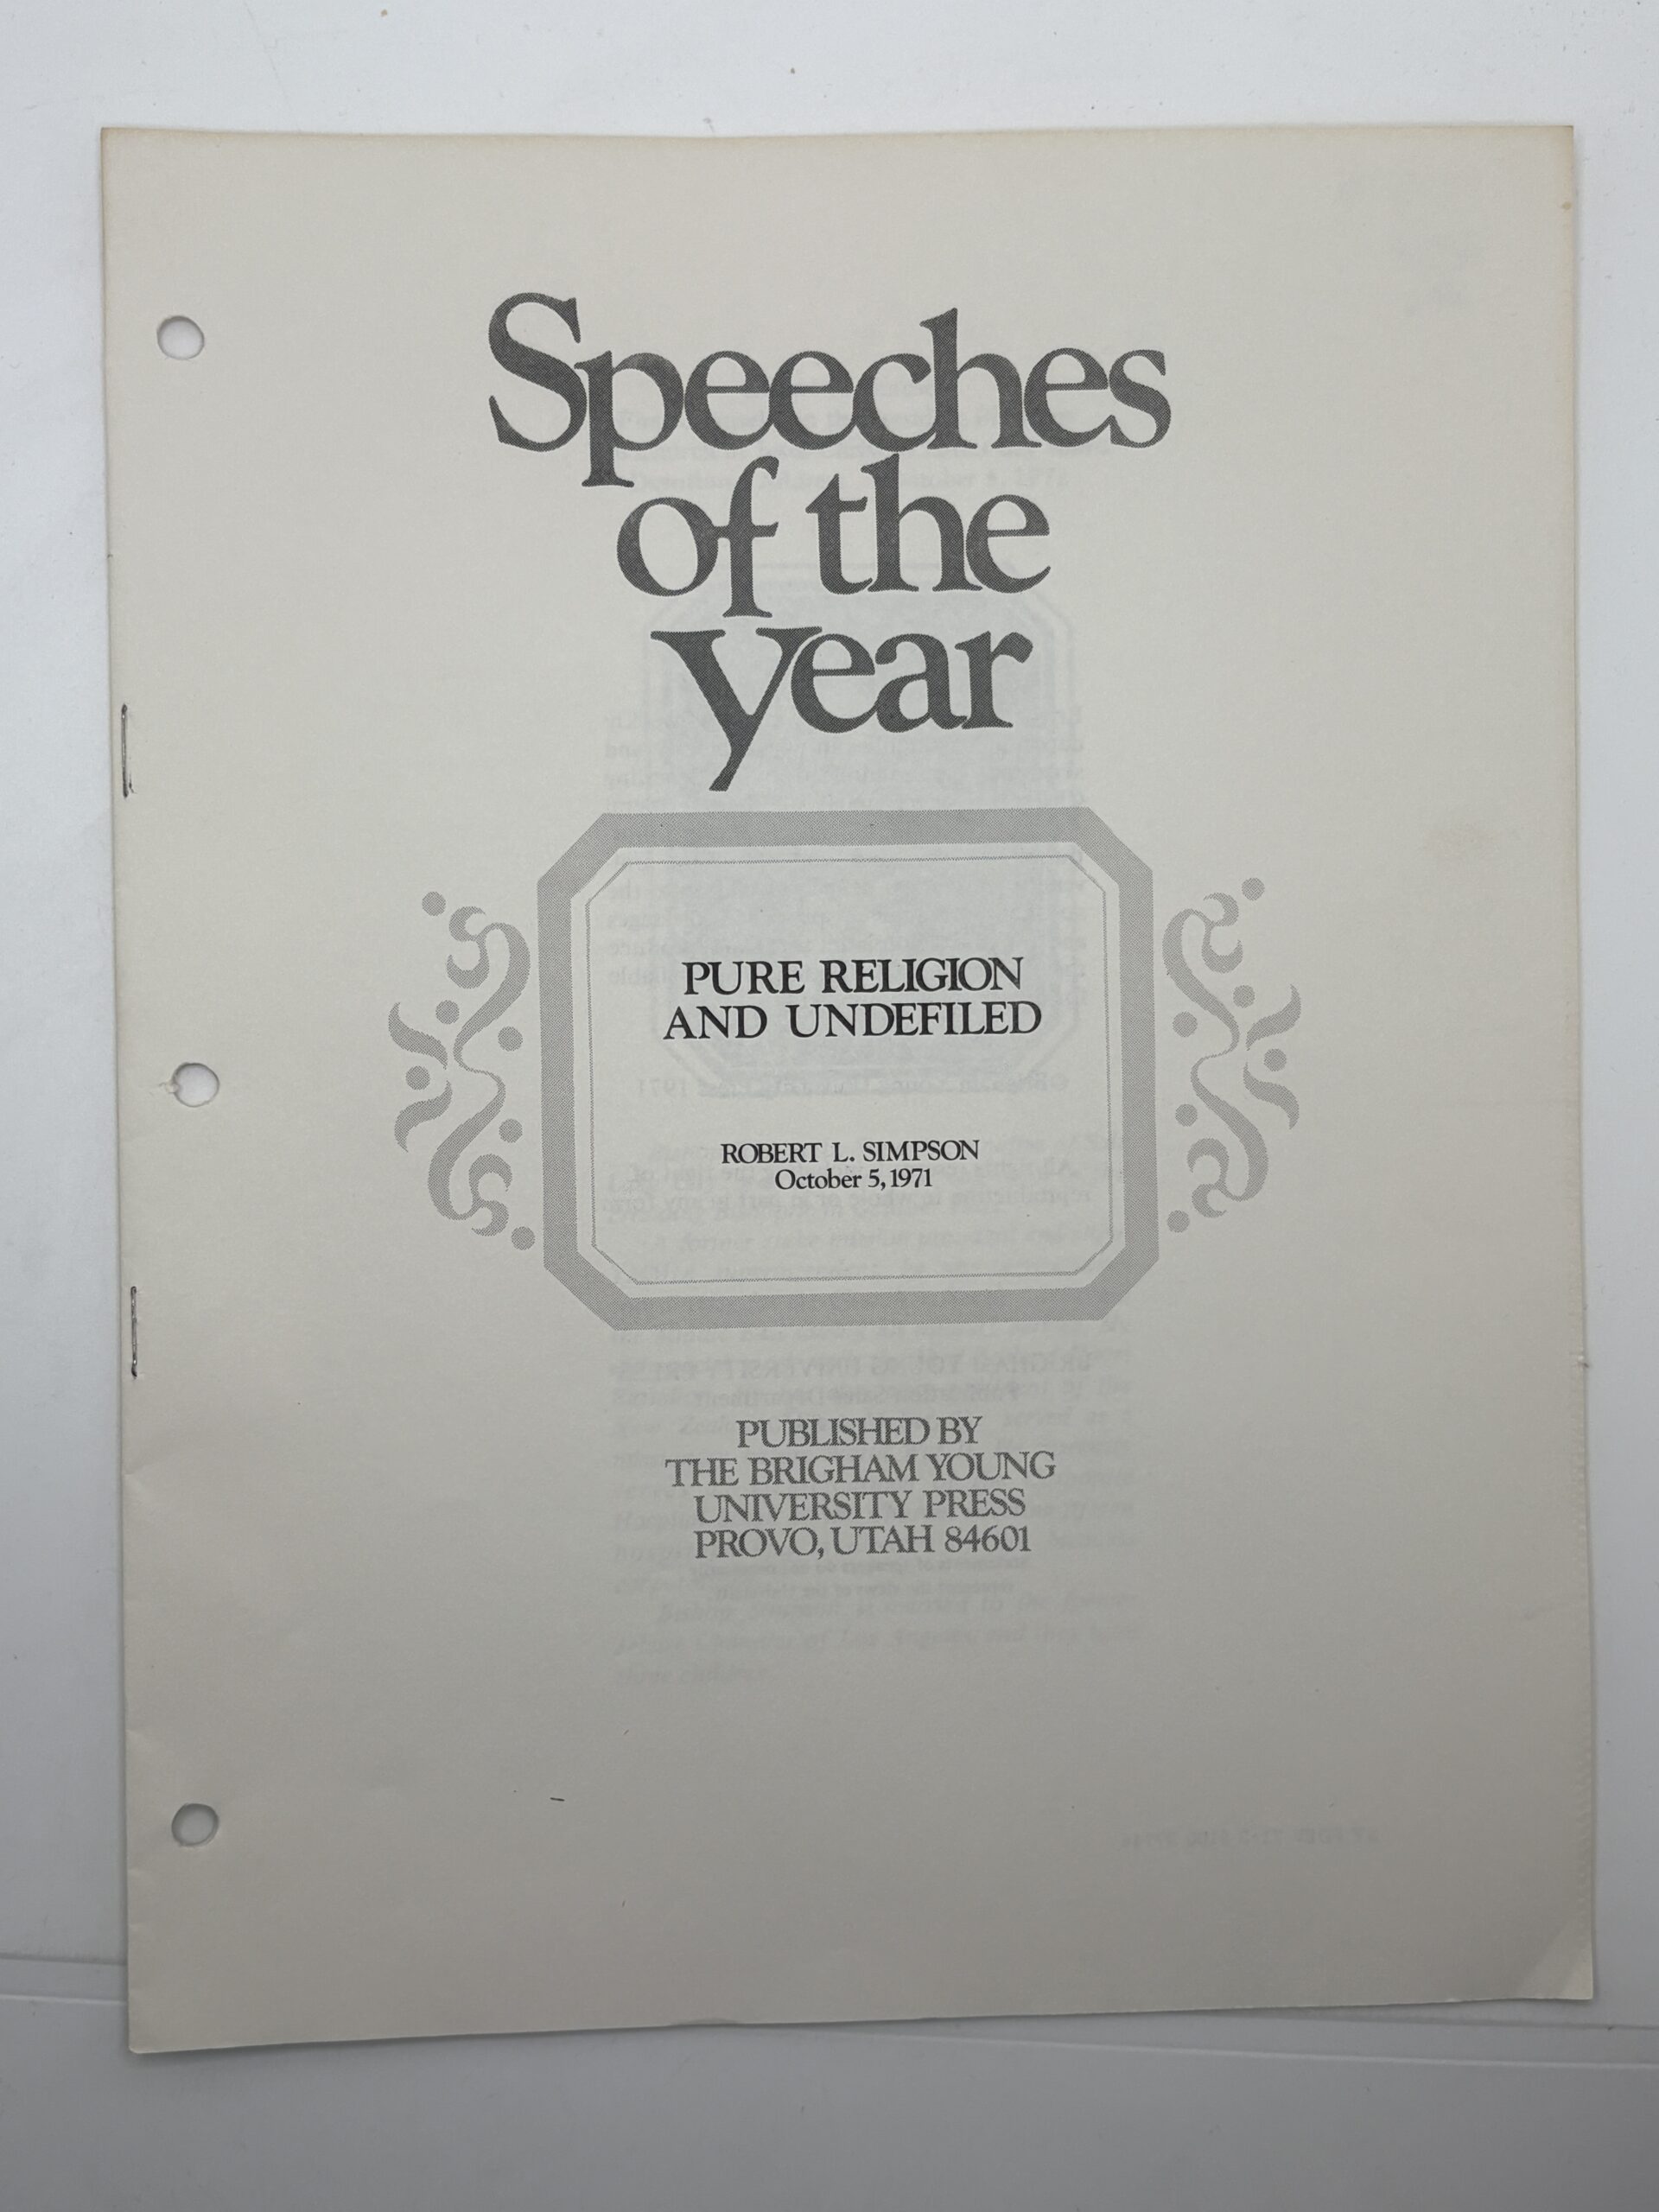 Speeches
of the
year
PURE RELIGION
AND UNDEFILED
ROBERT L. SIMPSON
October 5, 1971
PUBLISHED BY
THE BRIGHAM YOUNG
UNIVERSITY PRESS
PROVO, UTAH 84601